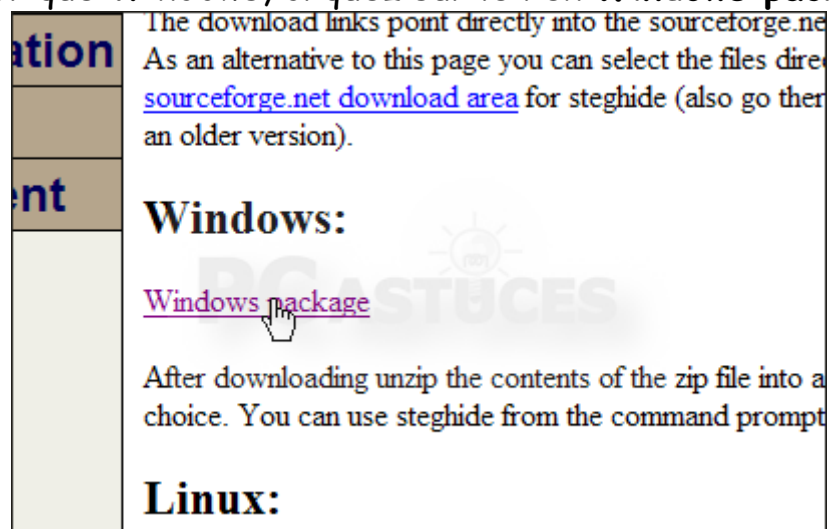 The download links point directly into the sourceforge.ne
ation
As an alternative to this page you can select the files dire
sourceforge.net download area for steghide (also go ther
an older version).
ent
Windows:
PC ASTUCES
Windows package
After downloading unzip the contents of the zip file into a
choice. You can use steghide from the command prompt
Linux: